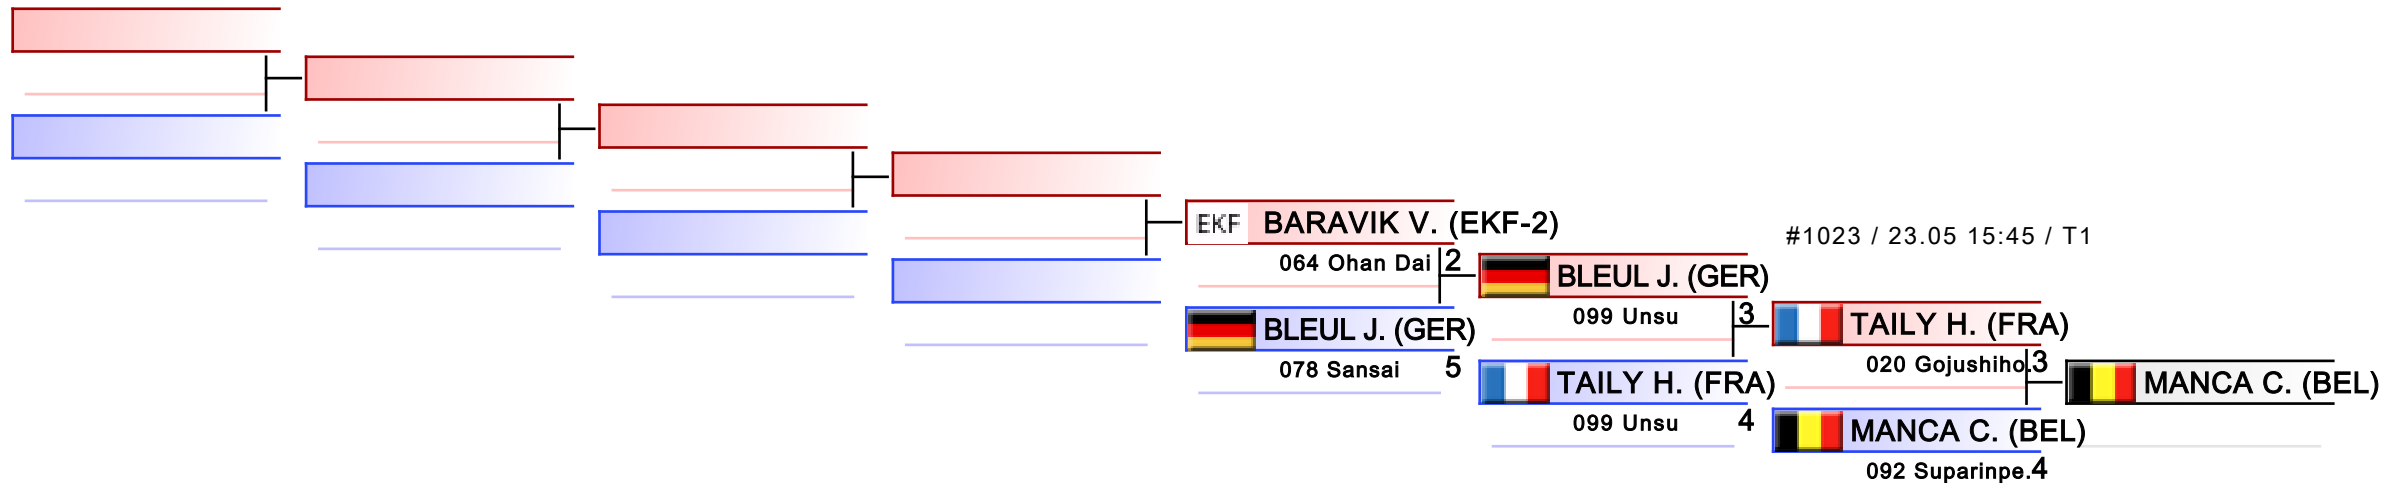 EKF BARAVIK V. (EKF-2)
064 Ohan Dai 2
BLEUL J. (GER)
078 Sansai 5
BLEUL J. (GER)
099 Unsu 3
TAILY H. (FRA)
099 Unsu 4
#1023 / 23.05 15:45 / T1
TAILY H. (FRA)
020 Gojushiho. 3
MANCA C. (BEL)
092 Suparinpe. 4
MANCA C. (BEL)